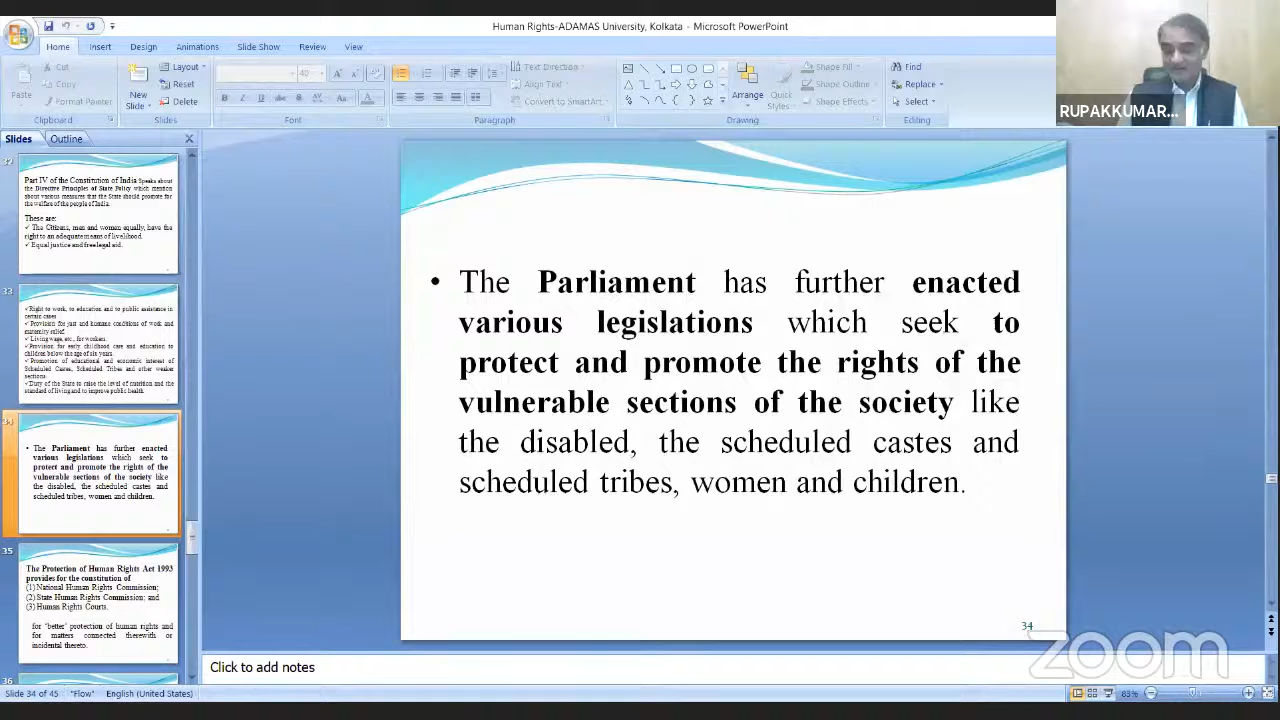 Human Rights-ADAMAS University, Kolkata - Microsoft PowerPoint
Home Insert Design Animations Slide Show Review View
Paste
Cut
Copy
Format Painter
Clipboard
New Slide
Layout
Reset
Delete
Slides
40
B I U S
Aa
A
Font
Text Direction
Align Text
Convert to SmartArt
Paragraph
Arrange
Quick Styles
Shape Fill
Shape Outline
Shape Effects
Drawing
Find
Replace
Select
Editing
RUPAKKUMAR...
Slides Outline
32
Part IV of the Constitution of India Speaks about
the Directive Principles of State Policy which mention
about various measures that the State should promote for
the welfare of the people of India.
These are:
✓ The Citizens, men and women equally, have the
right to an adequate means of livelihood.
✓ Equal justice and free legal aid.
33
✓Right to work, to education and to public assistance in
certain cases
✓Provision for just and humane conditions of work and
maternity relief.
✓Living wage, etc., for workers.
✓Provision for early childhood care and education to
children below the age of six years.
✓Promotion of educational and economic interest of
Scheduled Castes, Scheduled Tribes and other weaker
sections.
✓Duty of the State to raise the level of nutrition and the
standard of living and to improve public health.
34
• The Parliament has further enacted
various legislations which seek to
protect and promote the rights of the
vulnerable sections of the society like
the disabled, the scheduled castes and
scheduled tribes, women and children.
35
The Protection of Human Rights Act 1993
provides for the constitution of
(1) National Human Rights Commission;
(2) State Human Rights Commission; and
(3) Human Rights Courts.
for "better" protection of human rights and
for matters connected therewith or
incidental thereto.
36
• The Parliament has further enacted
various legislations which seek to
protect and promote the rights of the
vulnerable sections of the society like
the disabled, the scheduled castes and
scheduled tribes, women and children.
34
zoom
Click to add notes
Slide 34 of 45 "Flow" English (United States)
83%